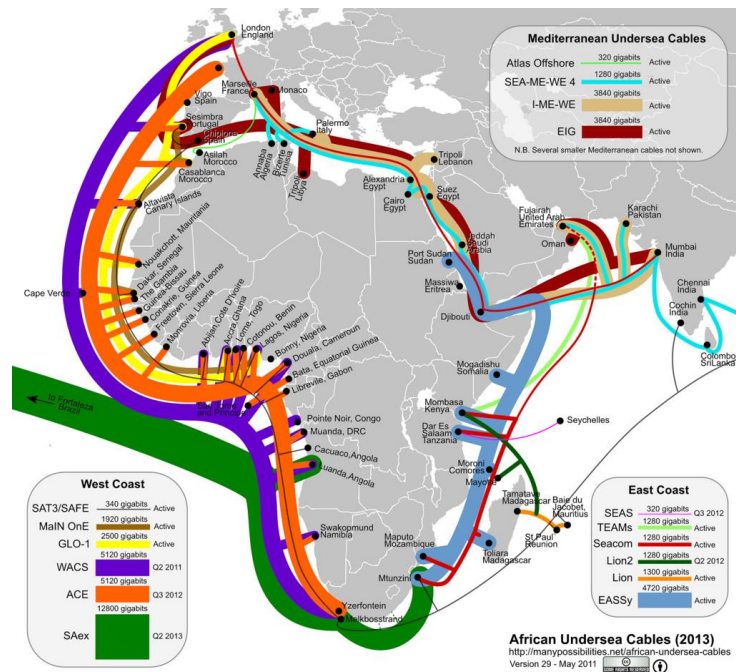 London
England
Mediterranean Undersea Cables
Atlas Offshore
320 gigabits
Active
SEA-ME-WE 4
1280 gigabits
Active
I-ME-WE
3840 gigabits
Active
EIG
3840 gigabits
Active
N.B. Several smaller Mediterranean cables not shown.
Marseille
France
Monaco
Vigo
Spain
Sesimbra
Portugal
Chipiona
Spain
Palermo
Italy
Asilah
Morocco
Casablanca
Morocco
Annaba
Algeria
Bizerte
Tunisia
Tripoli
Libya
Tripoli
Lebanon
Alexandria
Egypt
Cairo
Egypt
Suez
Egypt
Altavista
Canary Islands
Jeddah
Saudi
Arabia
Fujairah
United Arab
Emirates
Oman
Karachi
Pakistan
Mumbai
India
Port Sudan
Sudan
Massiwa
Eritrea
Djibouti
Chennai
India
Cochin
India
Colombo
SriLanka
Nouakchott, Mauritania
Dakar, Senegal
The Gambia
Guinea-Bissau
Conakrie, Guinea
Freetown, Sierra Leone
Monrovia, Liberia
Cape Verde
Abijan,Cote D'Ivoire
Accra,Ghana
Lome,Togo
Cotonou, Benin
Lagos, Nigeria
Bonny, Nigeria
Douala, Cameroun
Bata, Equatorial Guinea
Libreville, Gabon
and Principe
Mogadishu
Somalia
Mombasa
Kenya
Dar Es
Salaam
Tanzania
Seychelles
to Fortaleza
Brazil
Pointe Noir, Congo
Muanda, DRC
Cacuaco,Angola
Luanda,Angola
Moroni
Comores
Mayotte
Tamatave
Madagascar
Baie du
Jacobet,
Mauritius
St Paul
Reunion
Swakopmund
Namibia
Maputo
Mozambique
Toliara
Madagascar
Mtunzini
Yzerfontein
Melkbosstrand
West Coast
SAT3/SAFE
340 gigabits
Active
MaIN OnE
1920 gigabits
Active
GLO-1
2500 gigabits
Active
WACS
5120 gigabits
Q2 2011
ACE
5120 gigabits
Q3 2012
SAex
12800 gigabits
Q2 2013
East Coast
SEAS
320 gigabits
Q3 2012
TEAMs
1280 gigabits
Active
Seacom
1280 gigabits
Active
Lion2
1280 gigabits
Q2 2012
Lion
1300 gigabits
Active
EASSy
4720 gigabits
Active
African Undersea Cables (2013)
http://manypossibilities.net/african-undersea-cables
Version 29 - May 2011